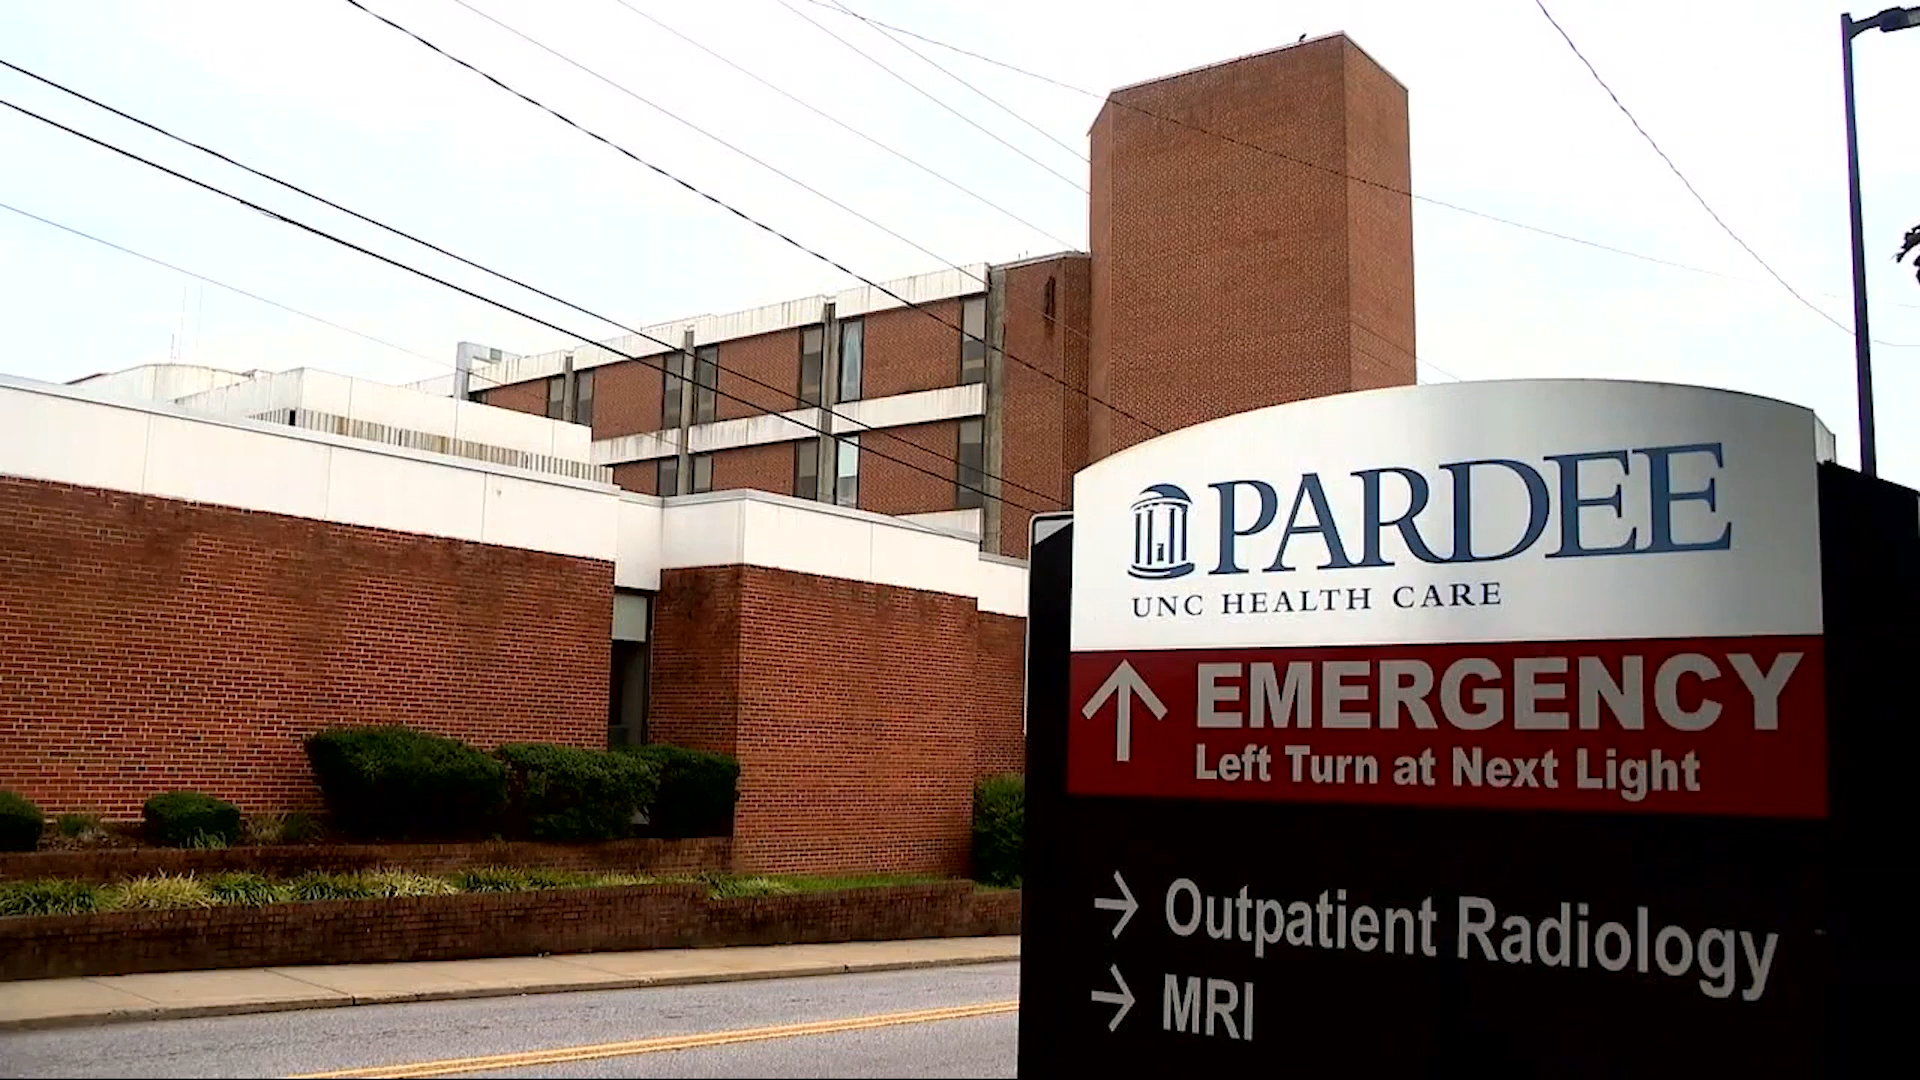 PARDEE
UNC HEALTH CARE
EMERGENCY
Left Turn at Next Light
Outpatient Radiology
MRI